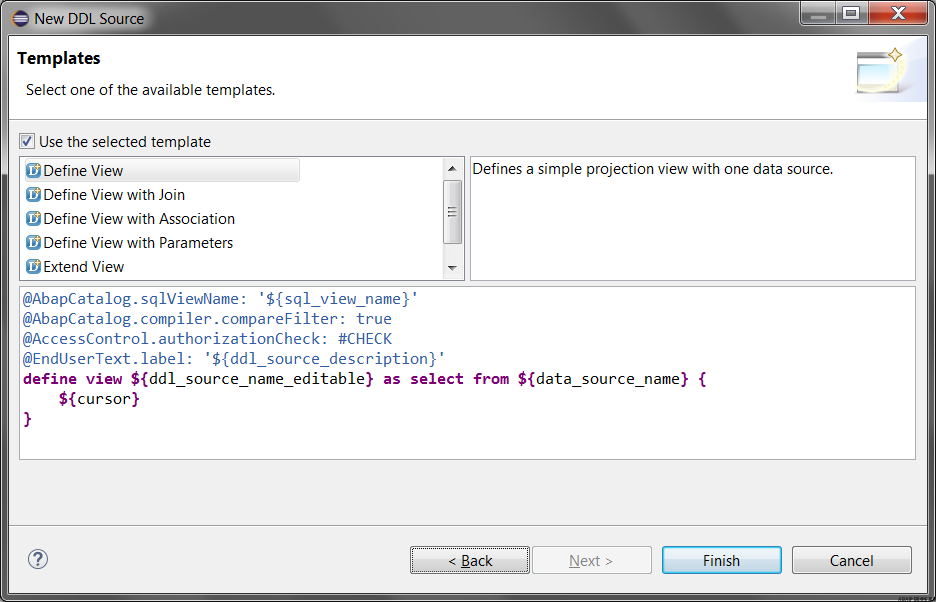 New DDL Source
Templates
Select one of the available templates.
Use the selected template
Define View
Define View with Join
Define View with Association
Define View with Parameters
Extend View
Defines a simple projection view with one data source.
@AbapCatalog.sqlViewName: '${sql_view_name}'
@AbapCatalog.compiler.compareFilter: true
@AccessControl.authorizationCheck: #CHECK
@EndUserText.label: '${ddl_source_description}'
define view ${ddl_source_name_editable} as select from ${data_source_name} {
    ${cursor}
}
?
< Back
Next >
Finish
Cancel